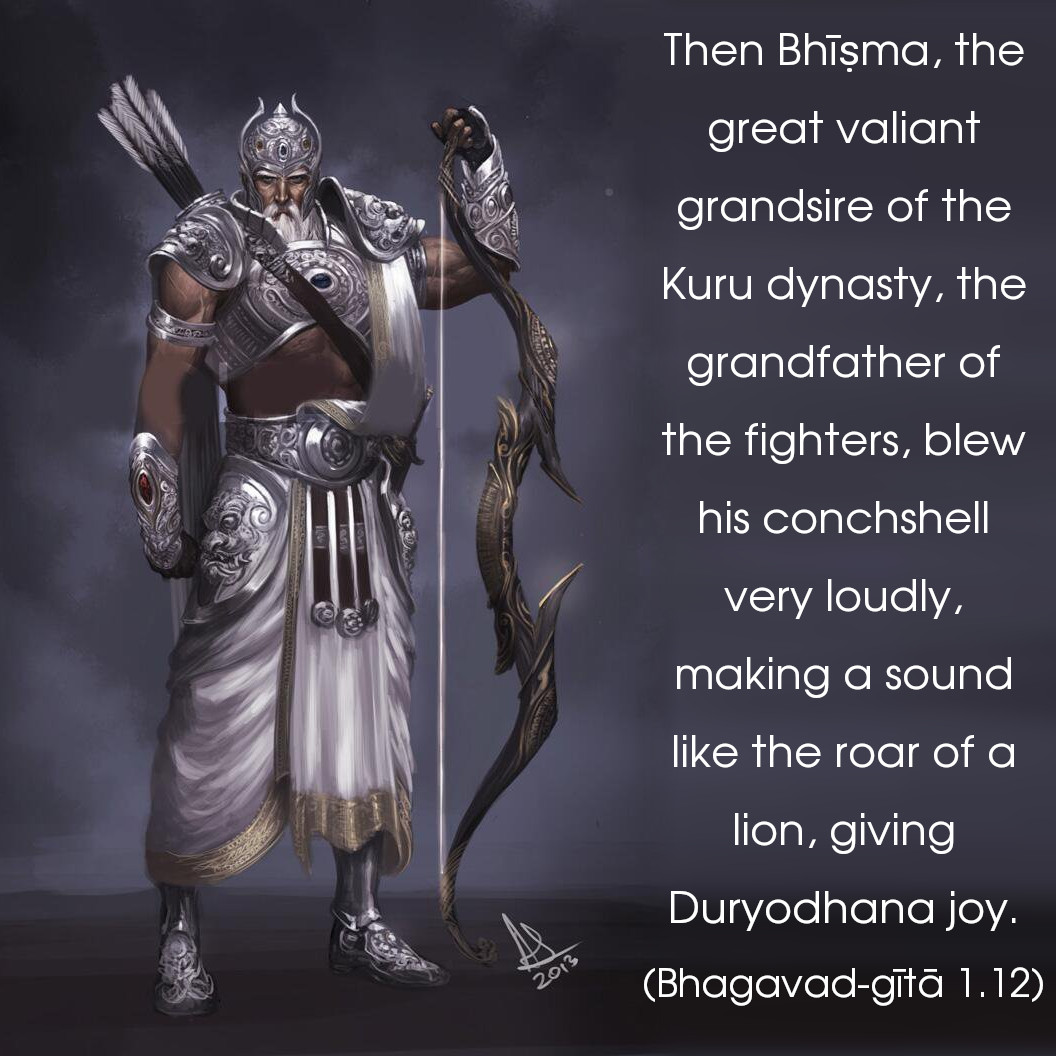 Then Bhīṣma, the
great valiant
grandsire of the
Kuru dynasty, the
grandfather of
the fighters, blew
his conchshell
very loudly,
making a sound
like the roar of a
lion, giving
Duryodhana joy.
(Bhagavad-gītā 1.12)
2013